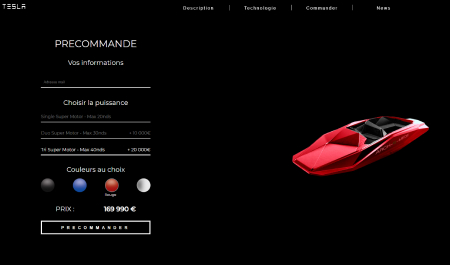 TESLA
Description | Technologie | Commander | News
PRECOMMANDE
Vos informations
Adresse mail
Choisir la puissance
Single Super Motor - Max 20nds
Duo Super Motor - Max 30nds + 10 000€
Tri Super Motor - Max 40nds + 20 000€
Couleurs au choix
Rouge
PRIX : 169 990 €
PRECOMMANDER